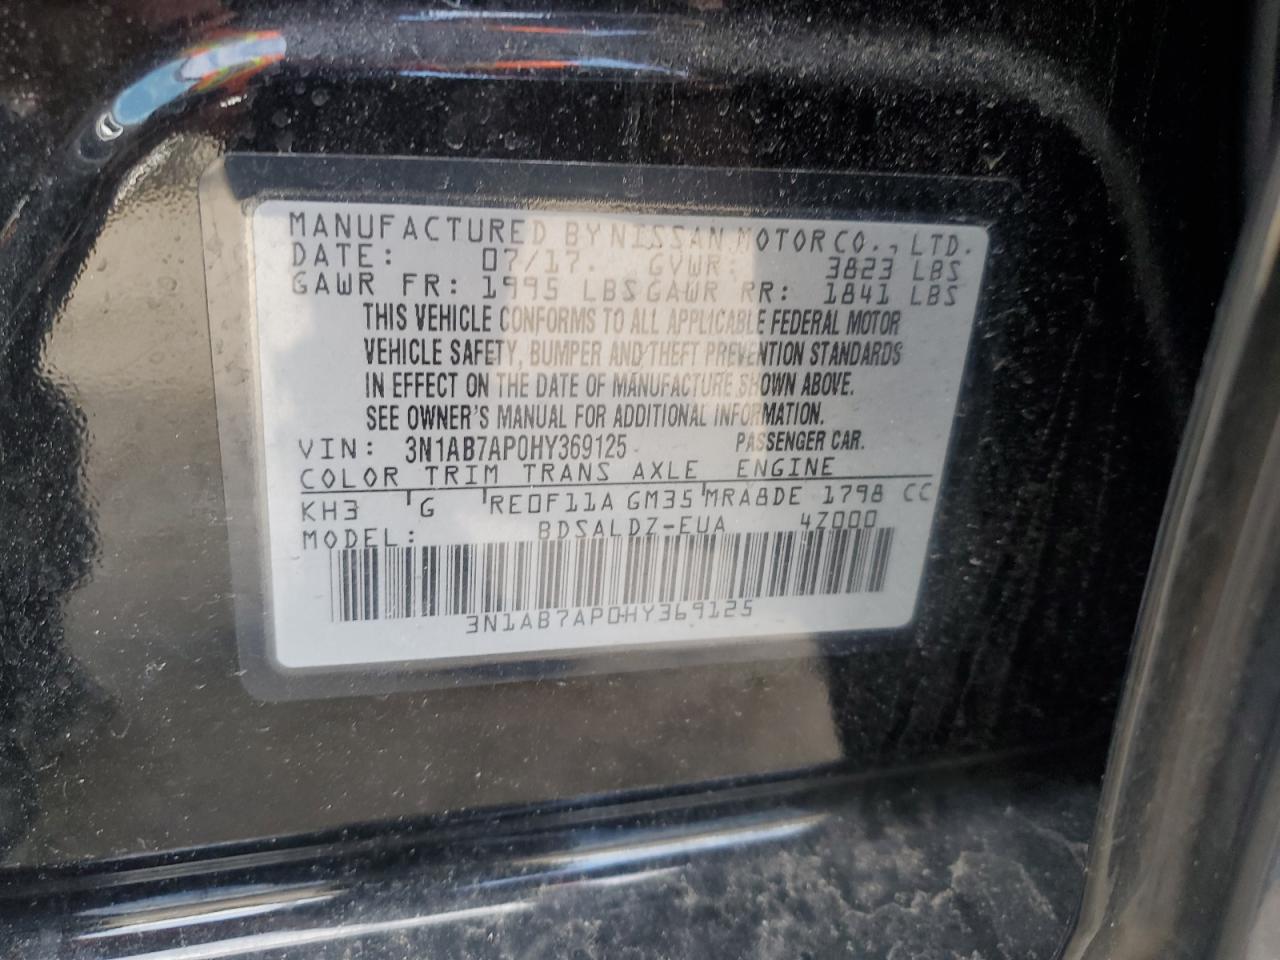 MANUFACTURED BY NISSAN MOTOR CO., LTD.
DATE: 07/17. GVWR: 3823 LBS
GAWR FR: 1995 LBS GAWR RR: 1841 LBS
THIS VEHICLE CONFORMS TO ALL APPLICABLE FEDERAL MOTOR
VEHICLE SAFETY, BUMPER AND THEFT PREVENTION STANDARDS
IN EFFECT ON THE DATE OF MANUFACTURE SHOWN ABOVE.
SEE OWNER'S MANUAL FOR ADDITIONAL INFORMATION.
VIN: 3N1AB7AP0HY369125 PASSENGER CAR.
COLOR TRIM TRANS AXLE ENGINE
KH3 G RE0F11A GM35 MRA8DE 1798 CC
MODEL: BDSALDZ-EUA 4Z000
3N1AB7AP0HY369125